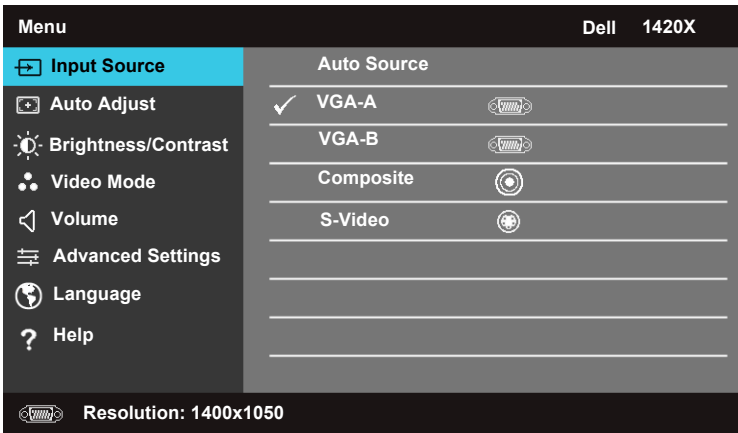 Menu Dell 1420X
Input Source Auto Source
Auto Adjust VGA-A
Brightness/Contrast VGA-B
Video Mode Composite
Volume S-Video
Advanced Settings
Language
? Help
Resolution: 1400x1050